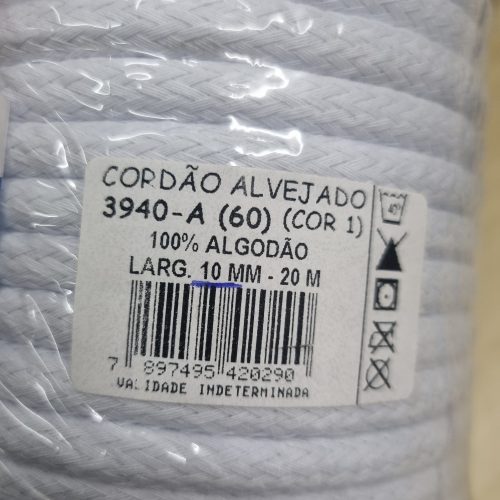 CORDÃO ALVEJADO
3940-A (60) (COR 1)
100% ALGODÃO
LARG. 10 MM - 20 M
7 897495 420290
VALIDADE INDETERMINADA